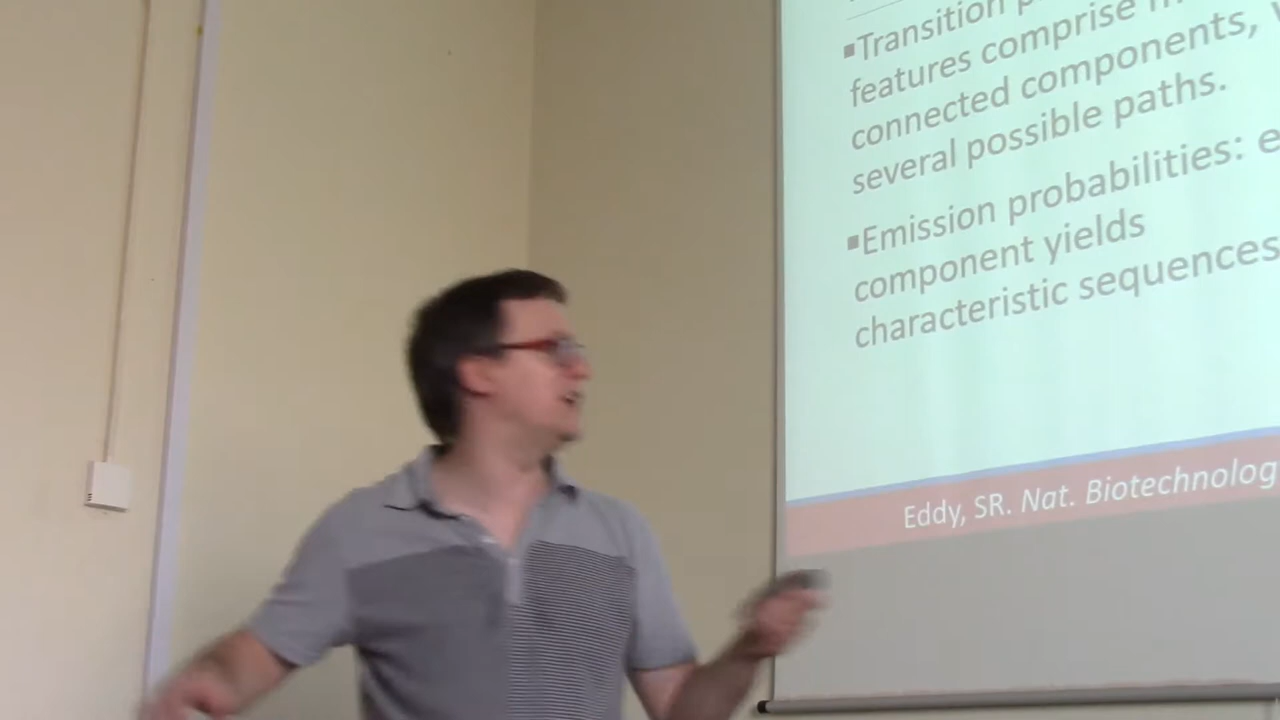 ▪Transition
features comprise
connected components,
several possible paths.
▪Emission probabilities:
component yields
characteristic sequences
Eddy, SR. Nat. Biotechnolog